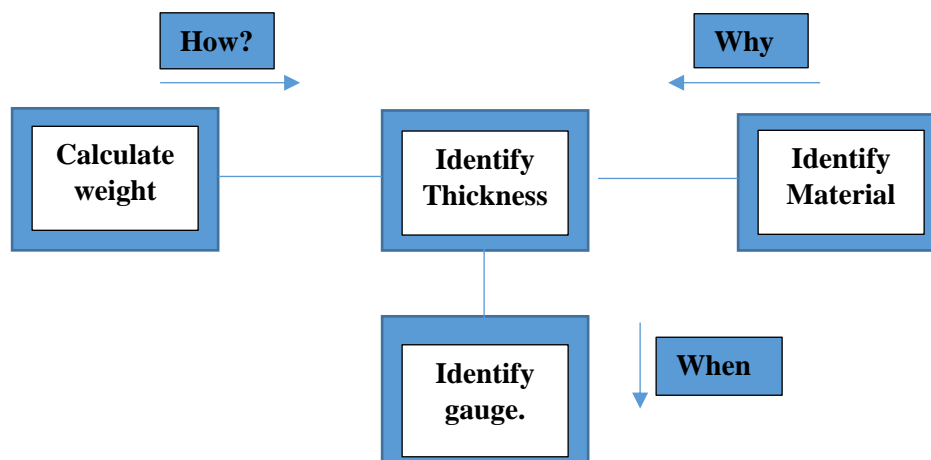 How?
Why
Calculate
weight
Identify
Thickness
Identify
Material
Identify
gauge.
When